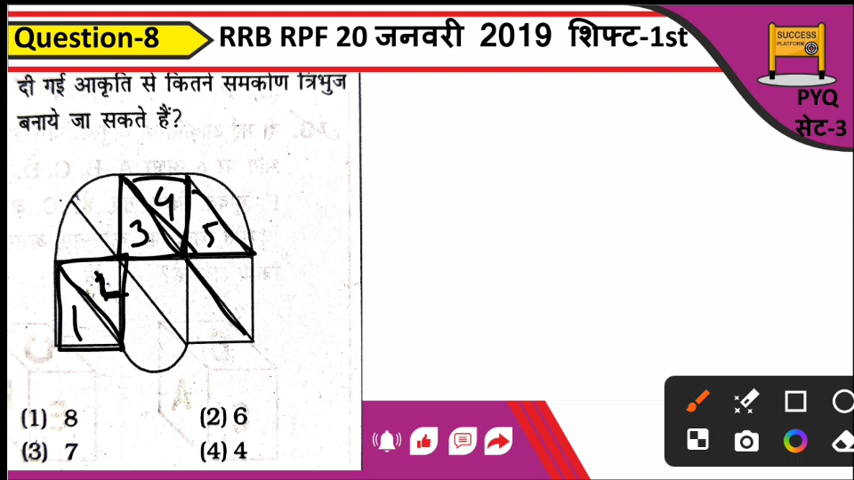 Question-8
RRB RPF 20 जनवरी 2019 शिफ्ट-1st
SUCCESS
PLATFORM
PYQ
सेट-3
दी गई आकृति से कितने समकोण त्रिभुज
बनाये जा सकते हैं?
4
3
5
2
1
(1) 8
(2) 6
(3) 7
(4) 4